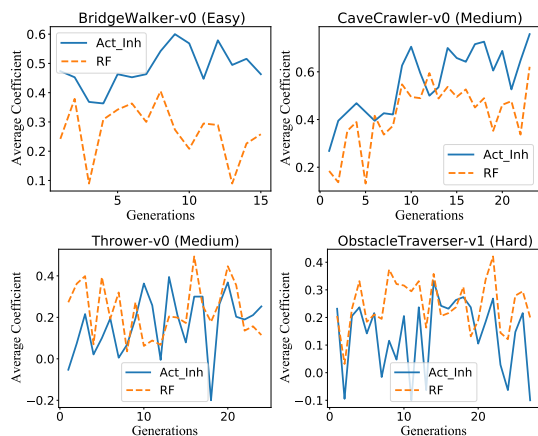 BridgeWalker-v0 (Easy)
Average Coefficient
0.6
0.5
0.4
0.3
0.2
0.1
Act_Inh
RF
5
10
15
Generations
CaveCrawler-v0 (Medium)
Average Coefficient
0.6
0.4
0.2
Act_Inh
RF
0
5
10
15
20
Generations
Thrower-v0 (Medium)
Average Coefficient
0.4
0.2
0.0
−0.2
Act_Inh
RF
0
10
20
Generations
ObstacleTraverser-v1 (Hard)
Average Coefficient
0.4
0.3
0.2
0.1
0.0
−0.1
Act_Inh
RF
0
10
20
Generations